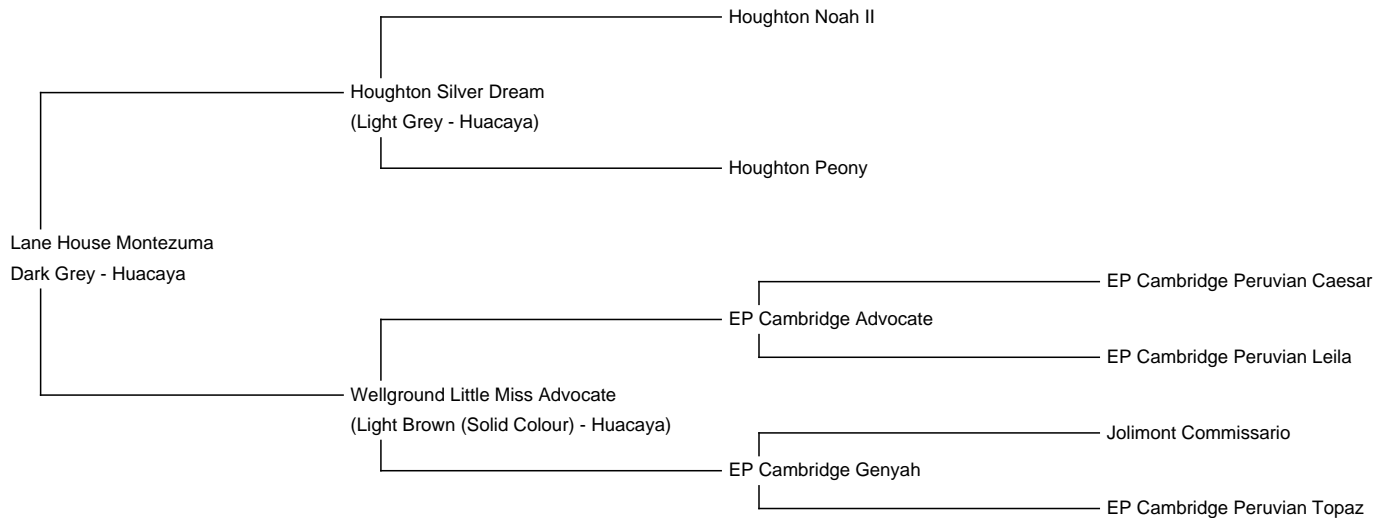 Houghton Noah II
Houghton Silver Dream
(Light Grey - Huacaya)
Houghton Peony
Lane House Montezuma
Dark Grey - Huacaya
EP Cambridge Peruvian Caesar
EP Cambridge Advocate
EP Cambridge Peruvian Leila
Wellground Little Miss Advocate
(Light Brown (Solid Colour) - Huacaya)
Jolimont Commissario
EP Cambridge Genyah
EP Cambridge Peruvian Topaz